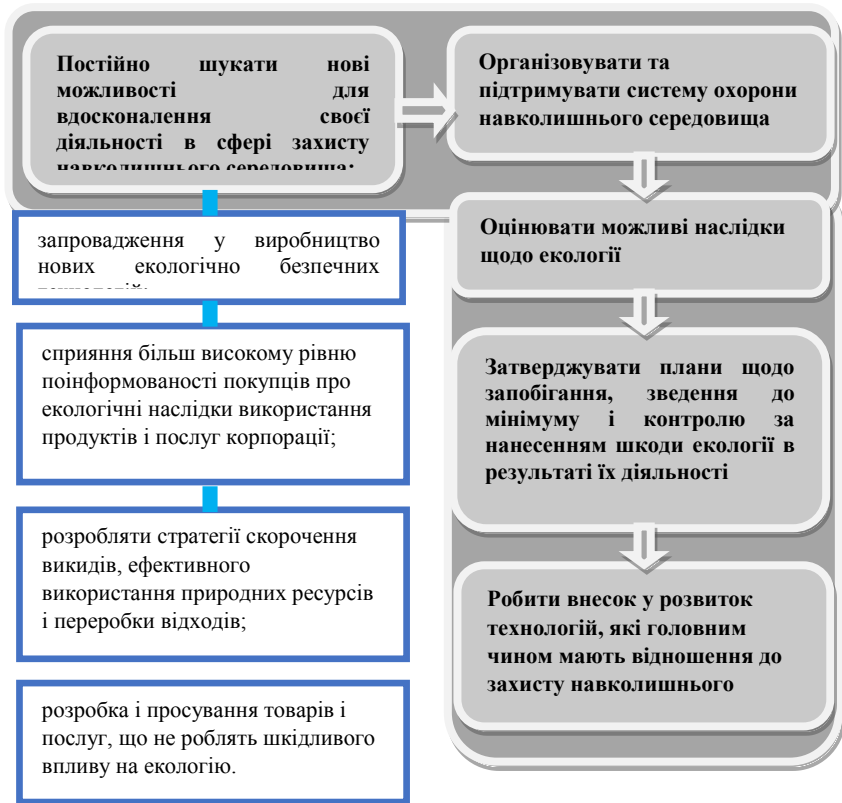 Постійно шукати нові
можливості для
вдосконалення своєї
діяльності в сфері захисту
навколишнього середовища;
Організовувати та
підтримувати систему охорони
навколишнього середовища
Оцінювати можливі наслідки
щодо екології
Затверджувати плани щодо
запобігання, зведення до
мінімуму і контролю за
нанесенням шкоди екології в
результаті їх діяльності
Робити внесок у розвиток
технологій, які головним
чином мають відношення до
захисту навколишнього
запровадження у виробництво
нових екологічно безпечних
технологій;
сприяння більш високому рівню
поінформованості покупців про
екологічні наслідки використання
продуктів і послуг корпорації;
розробляти стратегії скорочення
викидів, ефективного
використання природних ресурсів
і переробки відходів;
розробка і просування товарів і
послуг, що не роблять шкідливого
впливу на екологію.